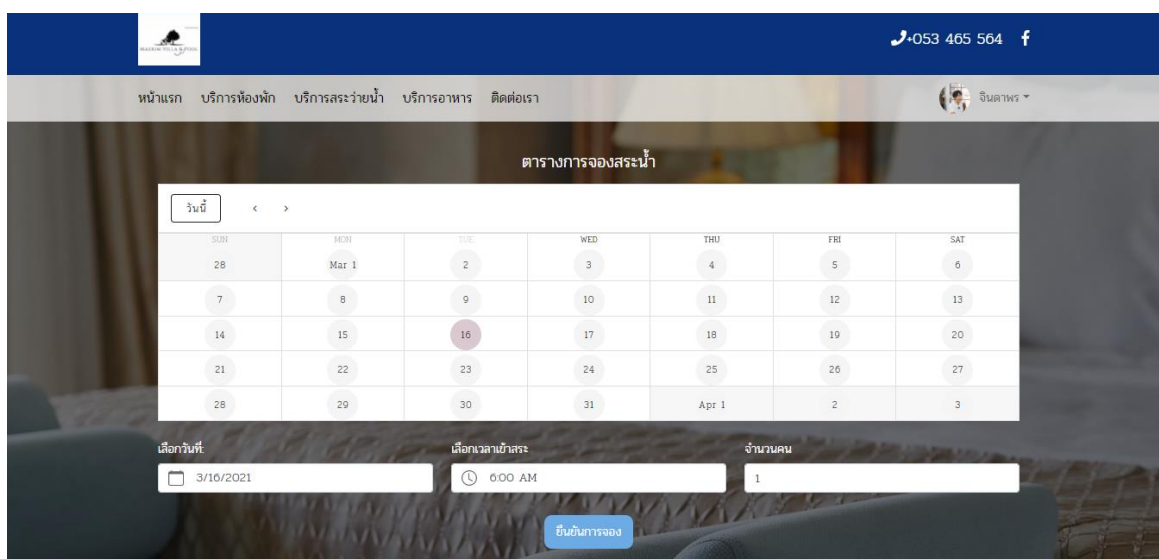 +053 465 564
หน้าแรก บริการห้องพัก บริการสระว่ายน้ำ บริการอาหาร ติดต่อเรา จินดาพร
ตารางการจองสระน้ำ
วันนี้ < >
SUN MON TUE WED THU FRI SAT
28 Mar 1 2 3 4 5 6
7 8 9 10 11 12 13
14 15 16 17 18 19 20
21 22 23 24 25 26 27
28 29 30 31 Apr 1 2 3
เลือกวันที่: เลือกเวลาเข้าสระ จำนวนคน
3/16/2021 6:00 AM 1
ยืนยันการจอง